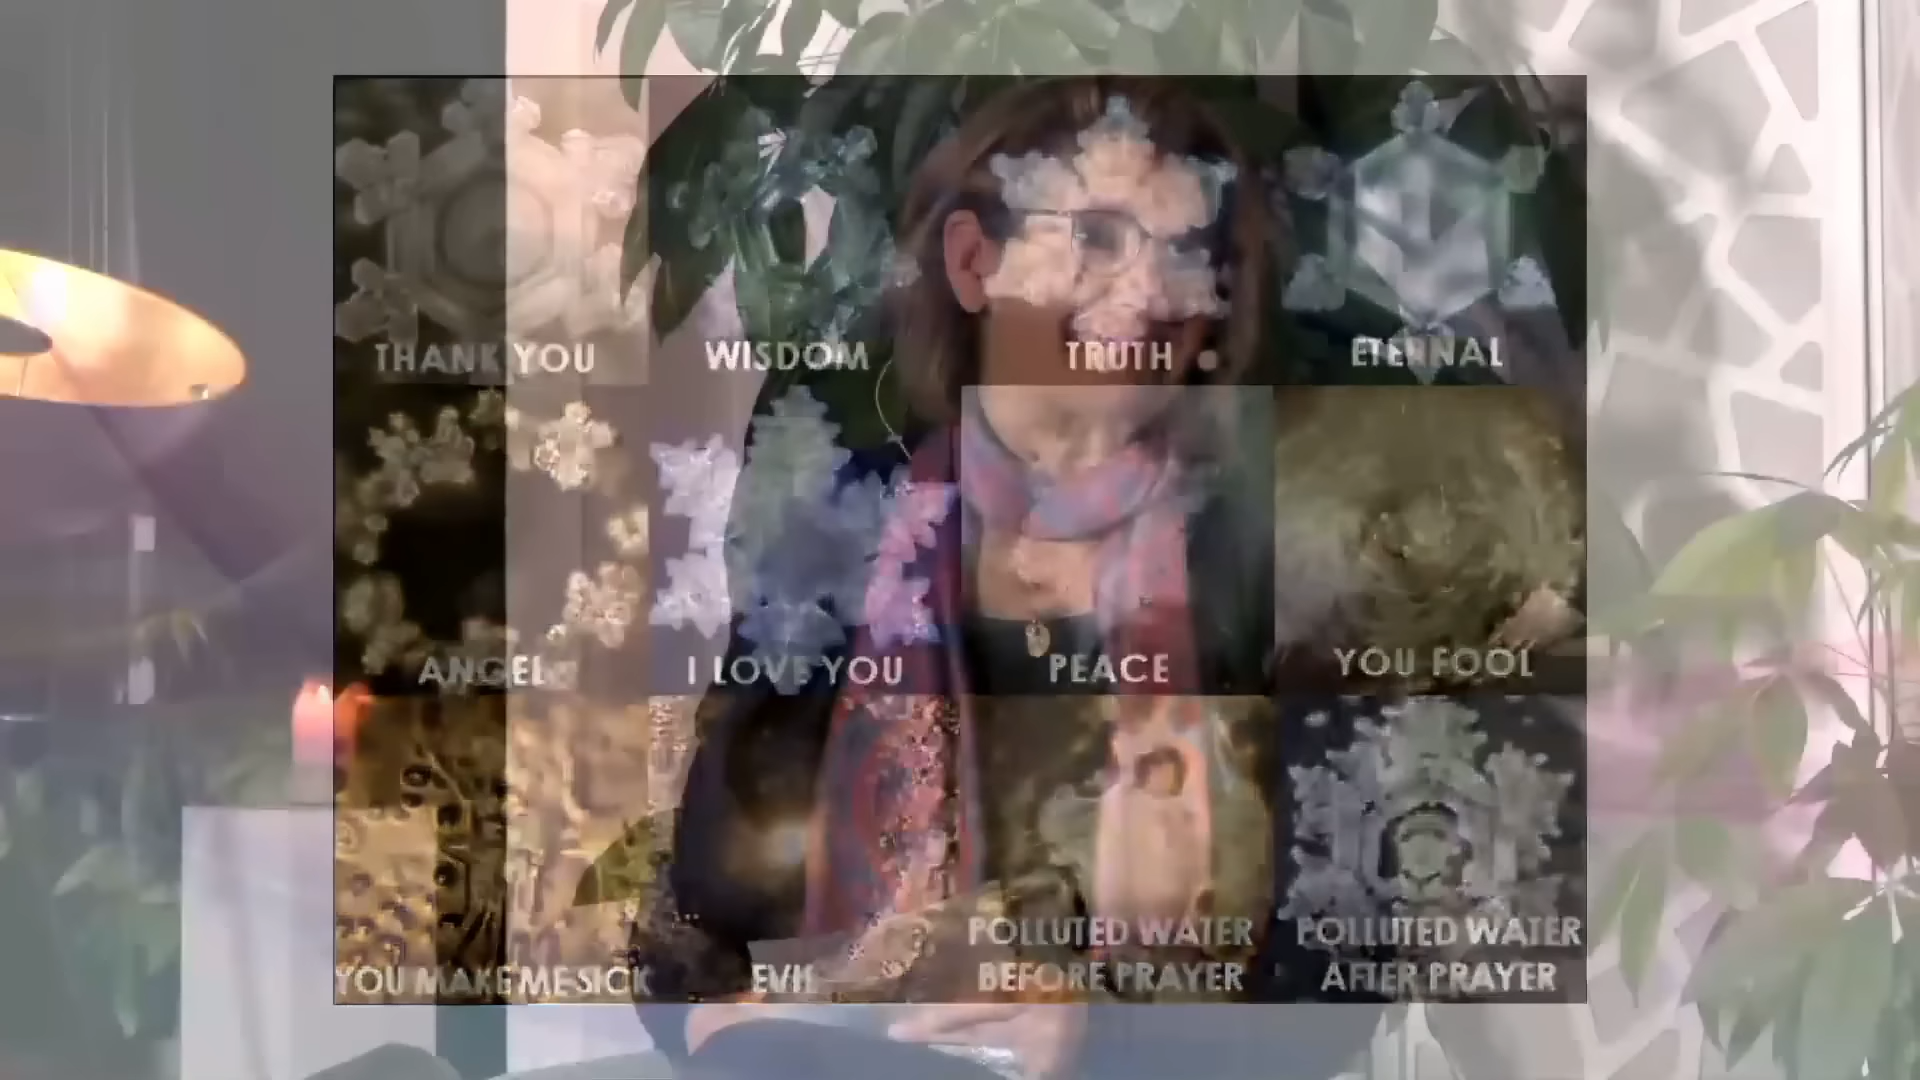 THANK YOU
WISDOM
TRUTH
ETERNAL
ANGEL
I LOVE YOU
PEACE
YOU FOOL
YOU MAKE ME SICK
EVIL
POLLUTED WATER
BEFORE PRAYER
POLLUTED WATER
AFTER PRAYER